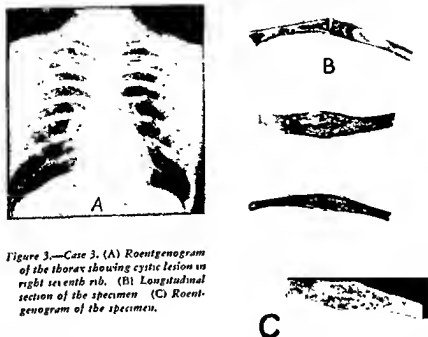 A
B
C
Figure 3.—Case 3. (A) Roentgenogram
of the thorax showing cystic lesion in
right seventh rib. (B) Longitudinal
section of the specimen (C) Roent-
genogram of the specimen.